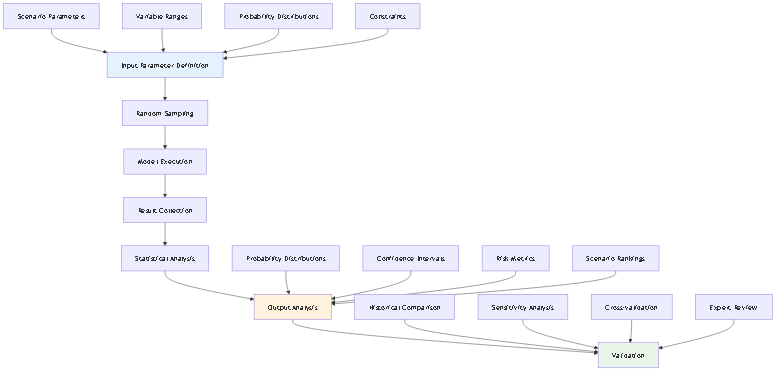 Scenario Parameters
Variable Ranges
Probability Distributions
Constraints
Input Parameter Definition
Random Sampling
Model Execution
Result Collection
Statistical Analysis
Probability Distributions
Confidence Intervals
Risk Metrics
Scenario Rankings
Output Analysis
Historical Comparison
Sensitivity Analysis
Cross-validation
Expert Review
Validation